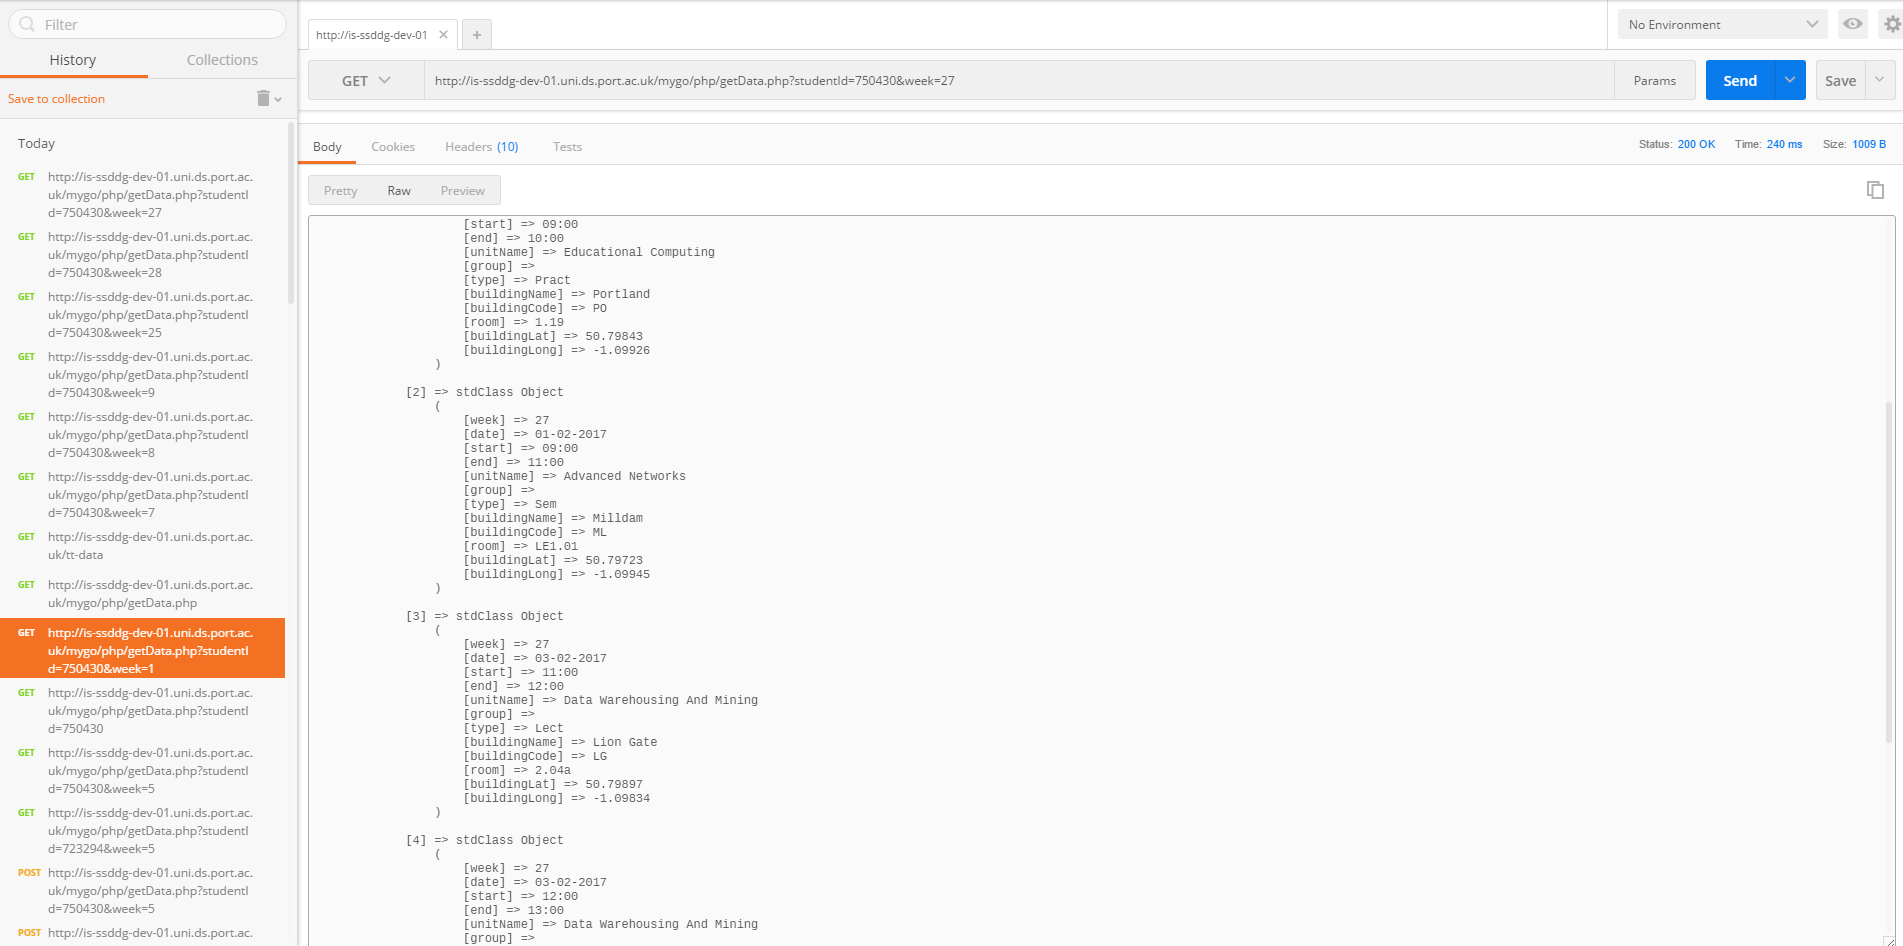 Filter
History Collections
Save to collection
Today
GET http://is-ssddg-dev-01.uni.ds.port.ac.
uk/mygo/php/getData.php?studentI
d=750430&week=27
GET http://is-ssddg-dev-01.uni.ds.port.ac.
uk/mygo/php/getData.php?studentI
d=750430&week=28
GET http://is-ssddg-dev-01.uni.ds.port.ac.
uk/mygo/php/getData.php?studentI
d=750430&week=25
GET http://is-ssddg-dev-01.uni.ds.port.ac.
uk/mygo/php/getData.php?studentI
d=750430&week=9
GET http://is-ssddg-dev-01.uni.ds.port.ac.
uk/mygo/php/getData.php?studentI
d=750430&week=8
GET http://is-ssddg-dev-01.uni.ds.port.ac.
uk/mygo/php/getData.php?studentI
d=750430&week=7
GET http://is-ssddg-dev-01.uni.ds.port.ac.
uk/tt-data
GET http://is-ssddg-dev-01.uni.ds.port.ac.
uk/mygo/php/getData.php
GET http://is-ssddg-dev-01.uni.ds.port.ac.
uk/mygo/php/getData.php?studentI
d=750430&week=1
GET http://is-ssddg-dev-01.uni.ds.port.ac.
uk/mygo/php/getData.php?studentI
d=750430
GET http://is-ssddg-dev-01.uni.ds.port.ac.
uk/mygo/php/getData.php?studentI
d=750430&week=5
GET http://is-ssddg-dev-01.uni.ds.port.ac.
uk/mygo/php/getData.php?studentI
d=723294&week=5
POST http://is-ssddg-dev-01.uni.ds.port.ac.
uk/mygo/php/getData.php?studentI
d=750430&week=5
POST http://is-ssddg-dev-01.uni.ds.port.ac.
http://is-ssddg-dev-01
No Environment
GET http://is-ssddg-dev-01.uni.ds.port.ac.uk/mygo/php/getData.php?studentId=750430&week=27 Params Send Save
Body Cookies Headers (10) Tests Status: 200 OK Time: 240 ms Size: 1009 B
Pretty Raw Preview
[start] => 09:00
[end] => 10:00
[unitName] => Educational Computing
[group] =>
[type] => Pract
[buildingName] => Portland
[buildingCode] => PO
[room] => 1.19
[buildingLat] => 50.79843
[buildingLong] => -1.09926
)
[2] => stdClass Object
(
[week] => 27
[date] => 01-02-2017
[start] => 09:00
[end] => 11:00
[unitName] => Advanced Networks
[group] =>
[type] => Sem
[buildingName] => Milldam
[buildingCode] => ML
[room] => LE1.01
[buildingLat] => 50.79723
[buildingLong] => -1.09945
)
[3] => stdClass Object
(
[week] => 27
[date] => 03-02-2017
[start] => 11:00
[end] => 12:00
[unitName] => Data Warehousing And Mining
[group] =>
[type] => Lect
[buildingName] => Lion Gate
[buildingCode] => LG
[room] => 2.04a
[buildingLat] => 50.79897
[buildingLong] => -1.09834
)
[4] => stdClass Object
(
[week] => 27
[date] => 03-02-2017
[start] => 12:00
[end] => 13:00
[unitName] => Data Warehousing And Mining
[group] =>